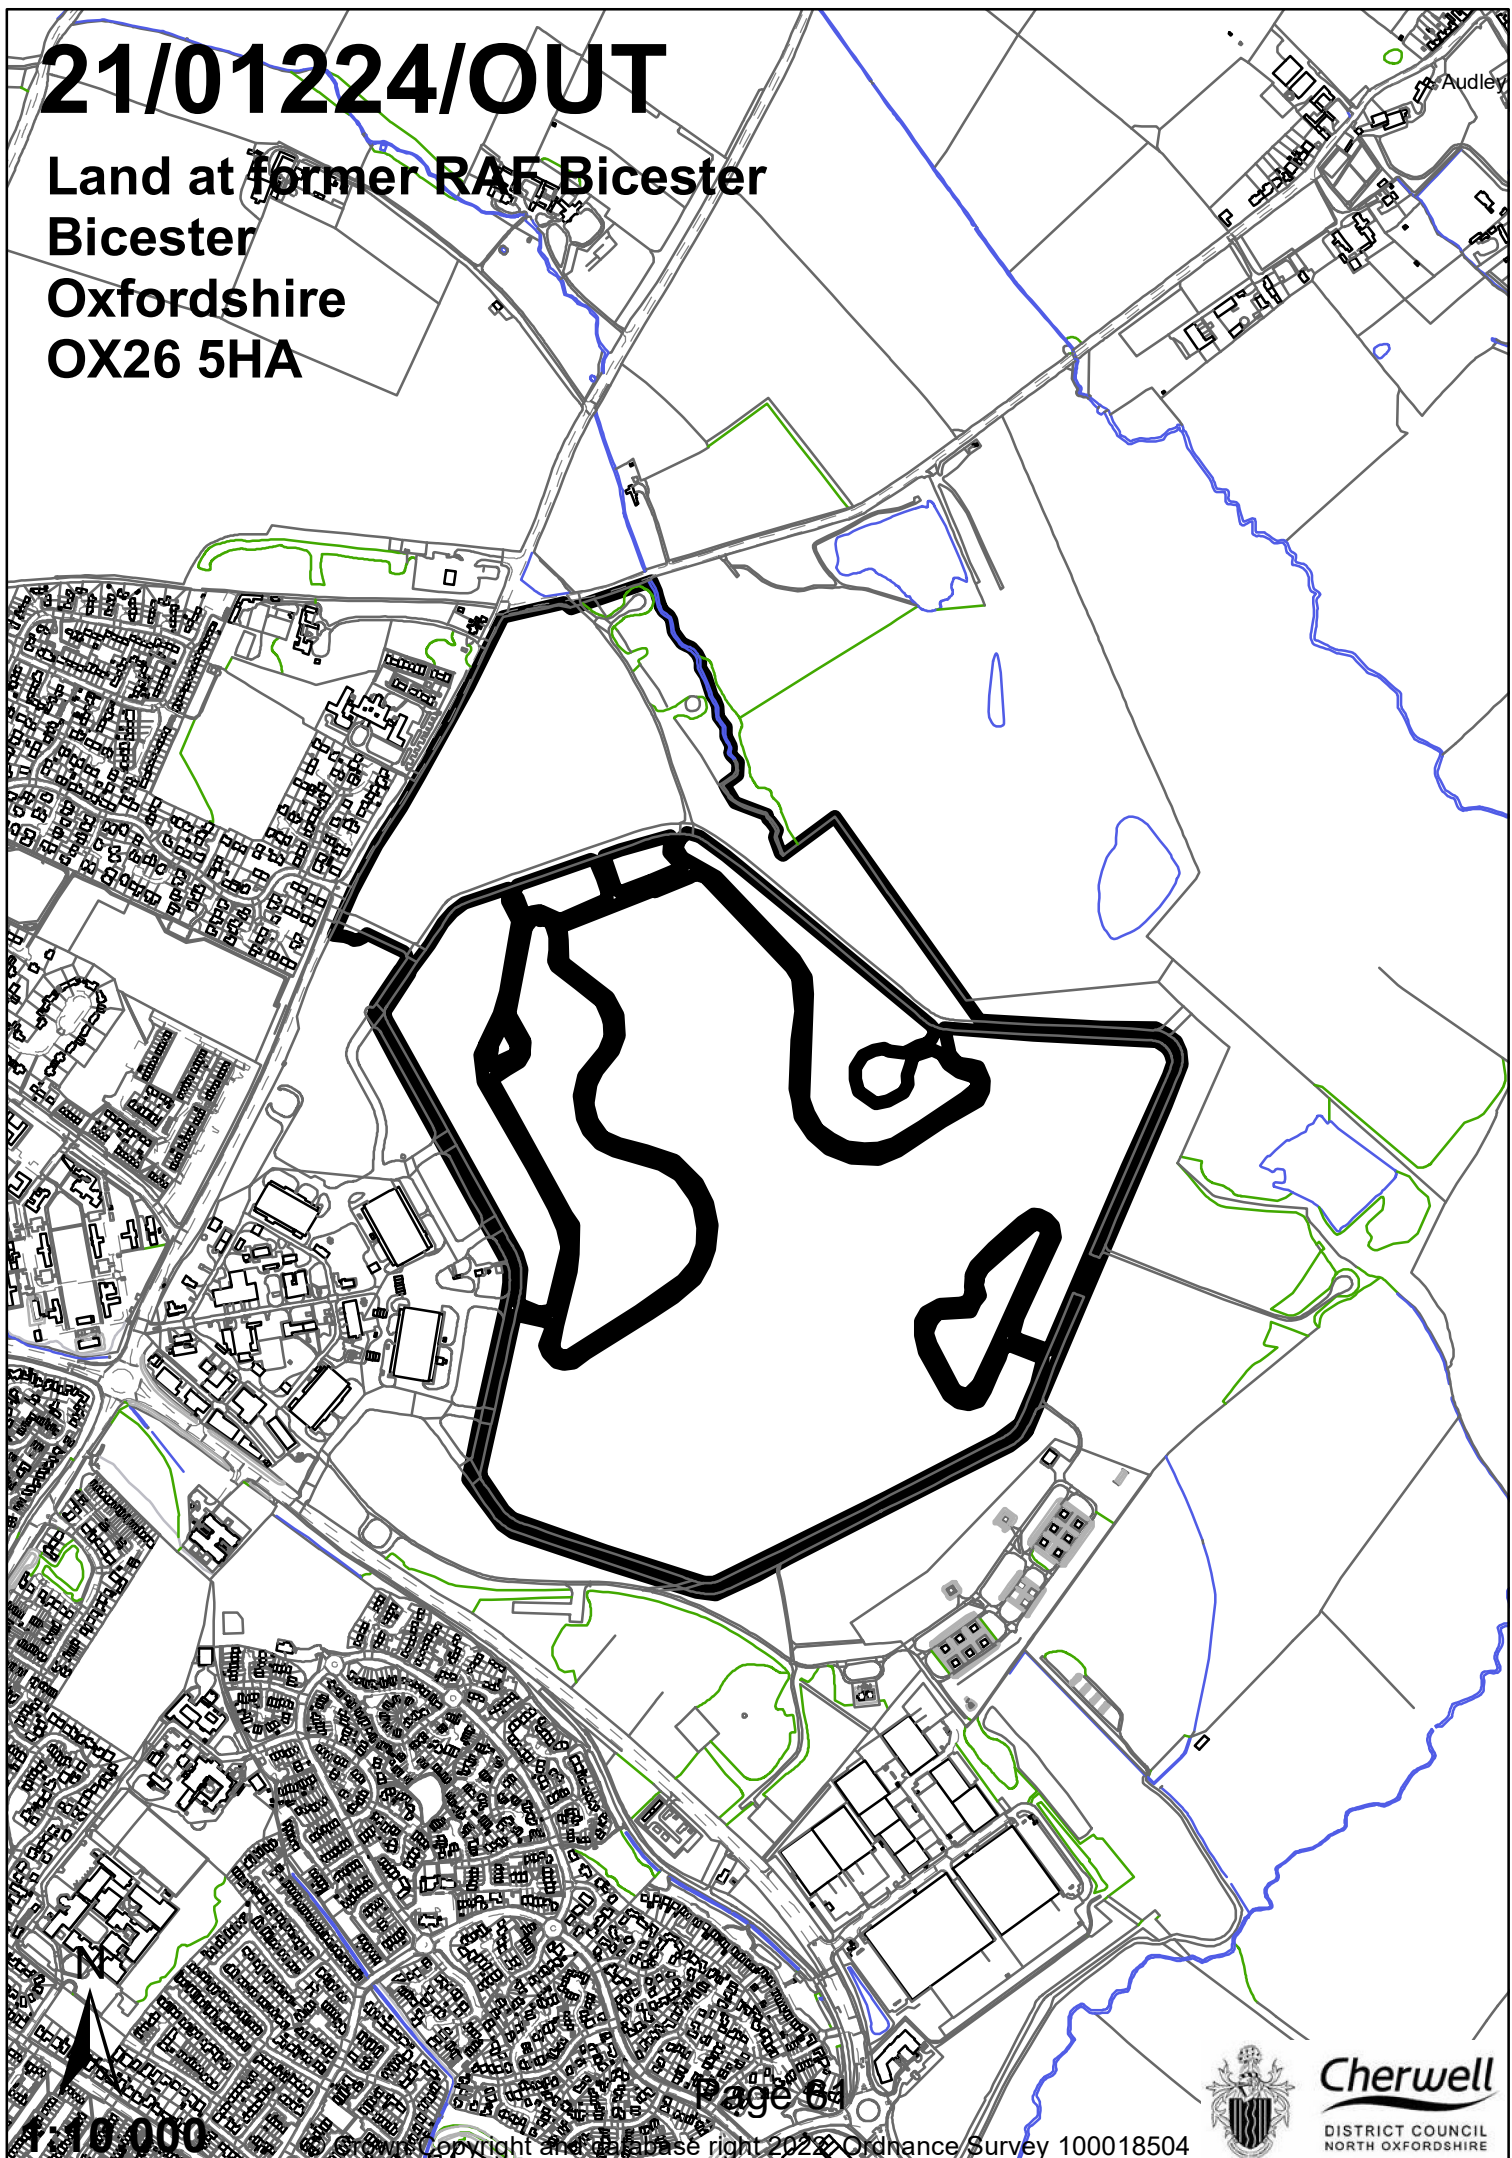 21/01224/OUT
Land at former RAF Bicester
Bicester
Oxfordshire
OX26 5HA
Audley
N
1:10 000
Page 61
© Crown Copyright and database right 2022. Ordnance Survey 100018504
Cherwell
DISTRICT COUNCIL
NORTH OXFORDSHIRE